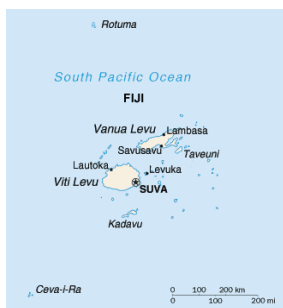 Rotuma
South Pacific Ocean
FIJI
Vanua Levu
Lambasa
Savusavu
Taveuni
Lautoka
Levuka
Viti Levu
SUVA
Kadavu
Ceva-i-Ra
0 100 200 km
0 100 200 mi